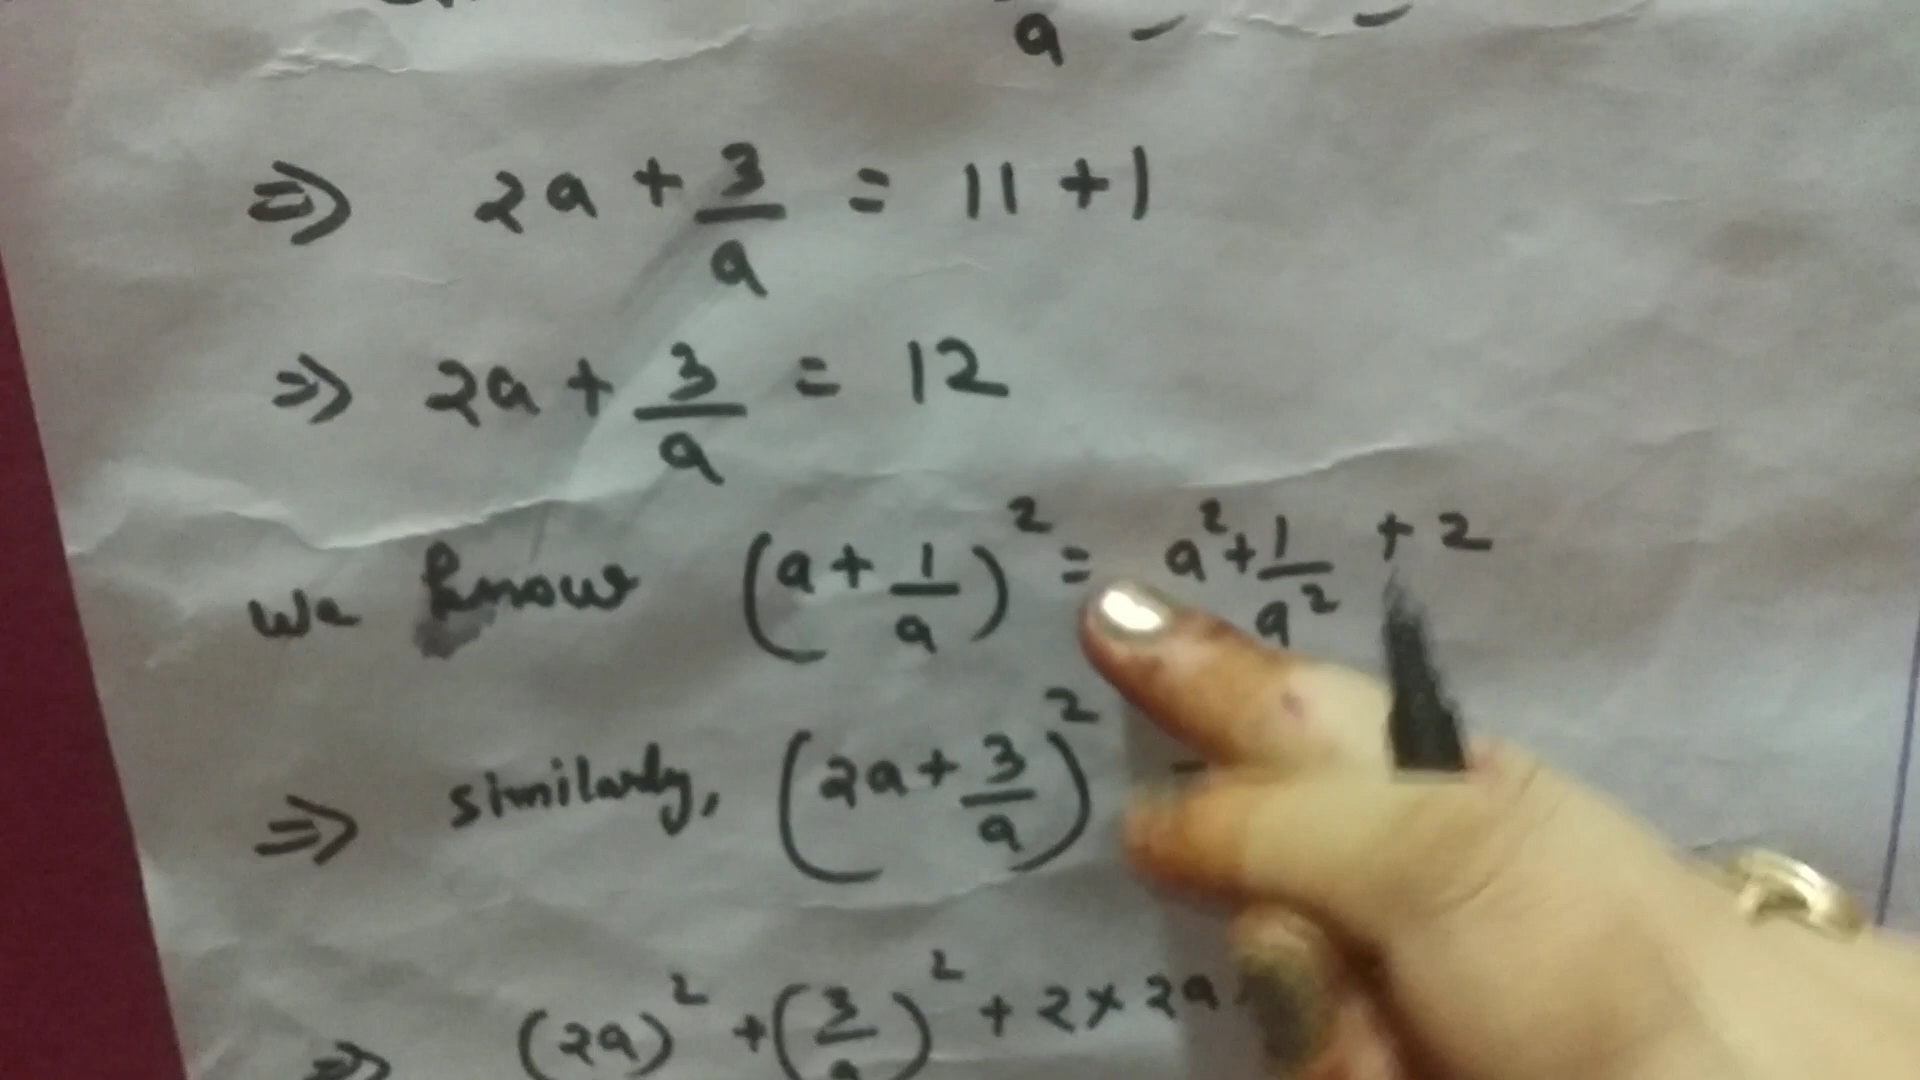 a - -
⇒ 2a + 3/a = 11 + 1
⇒ 2a + 3/a = 12
We know (a + 1/a)² = a² + 1/a² + 2
⇒ similarly, (2a + 3/a)²
⇒ (2a)² + (3/a)² + 2 × 2a